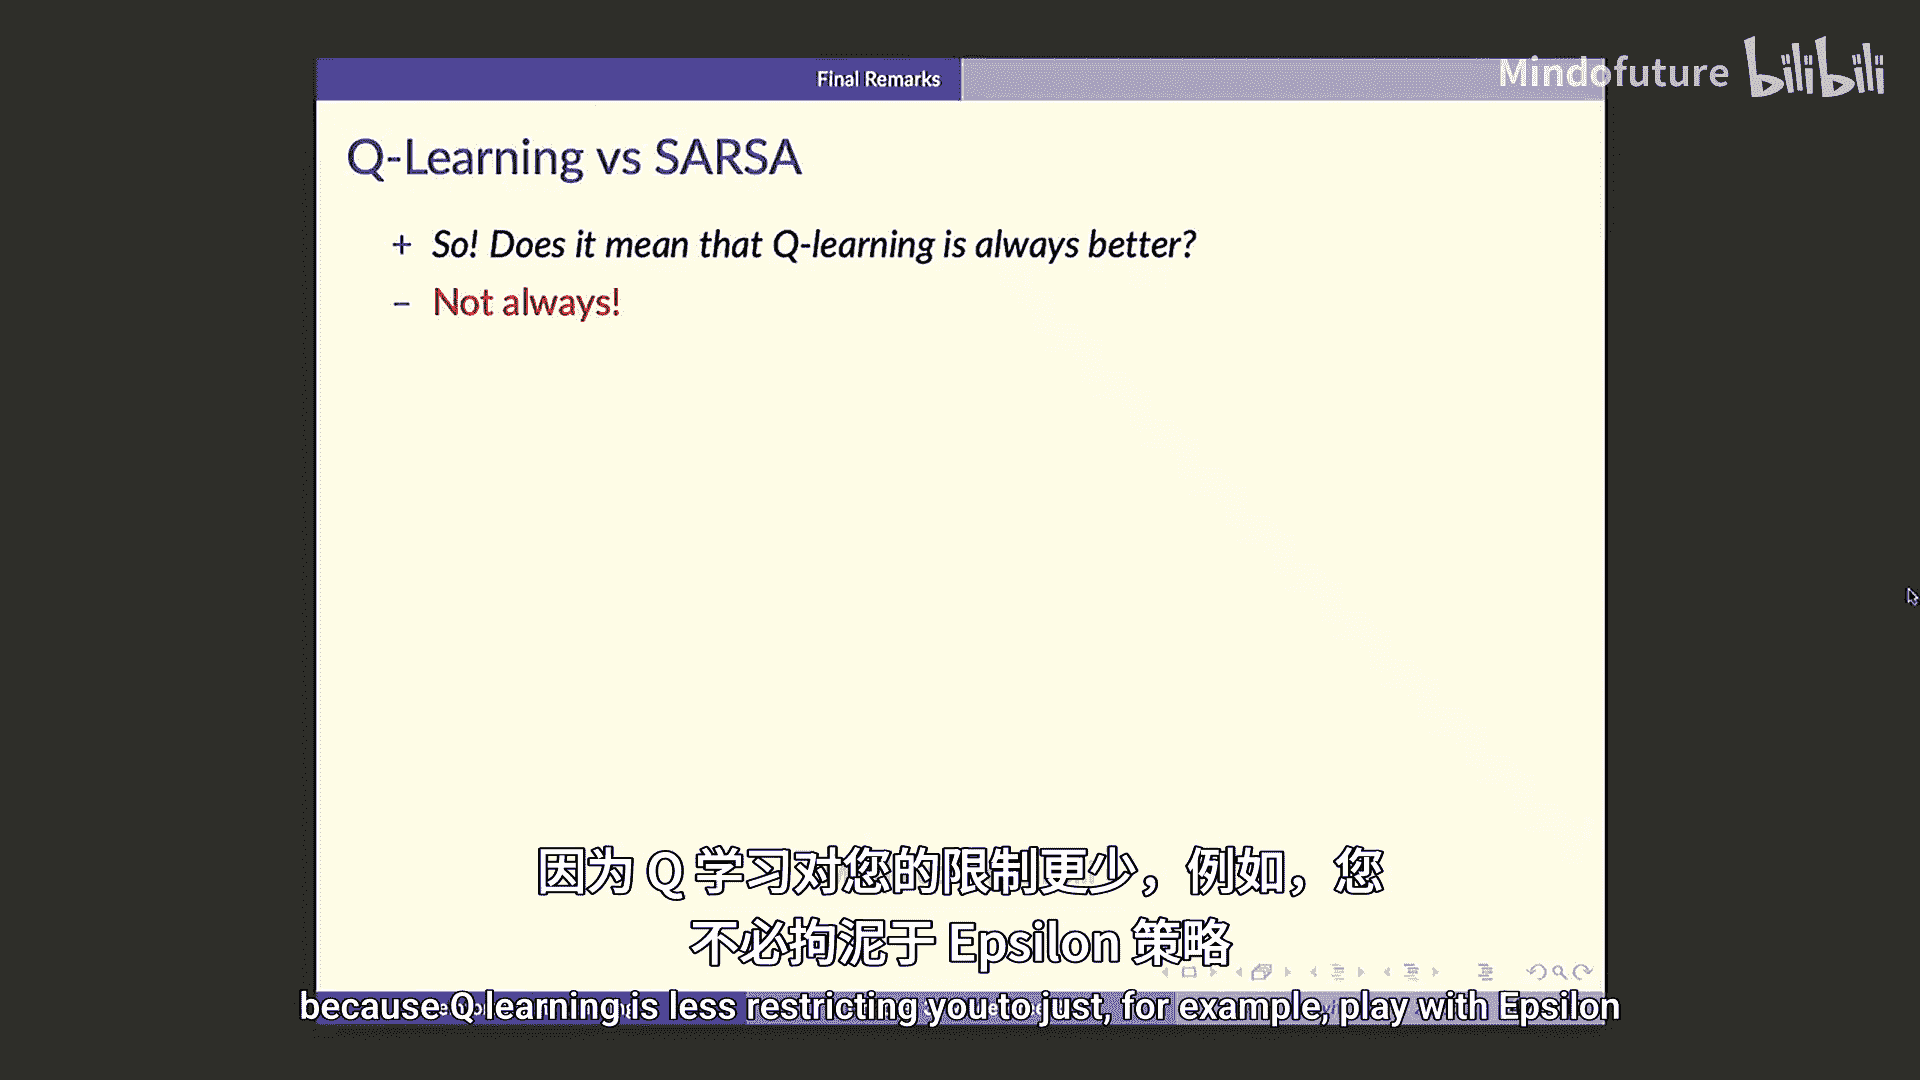 Final Remarks
Mindofuture bilibili
Q-Learning vs SARSA
+ So! Does it mean that Q-learning is always better?
– Not always!
因为 Q 学习对您的限制更少，例如，您
不必拘泥于 Epsilon 策略
because Q learning is less restricting you to just, for example, play with Epsilon